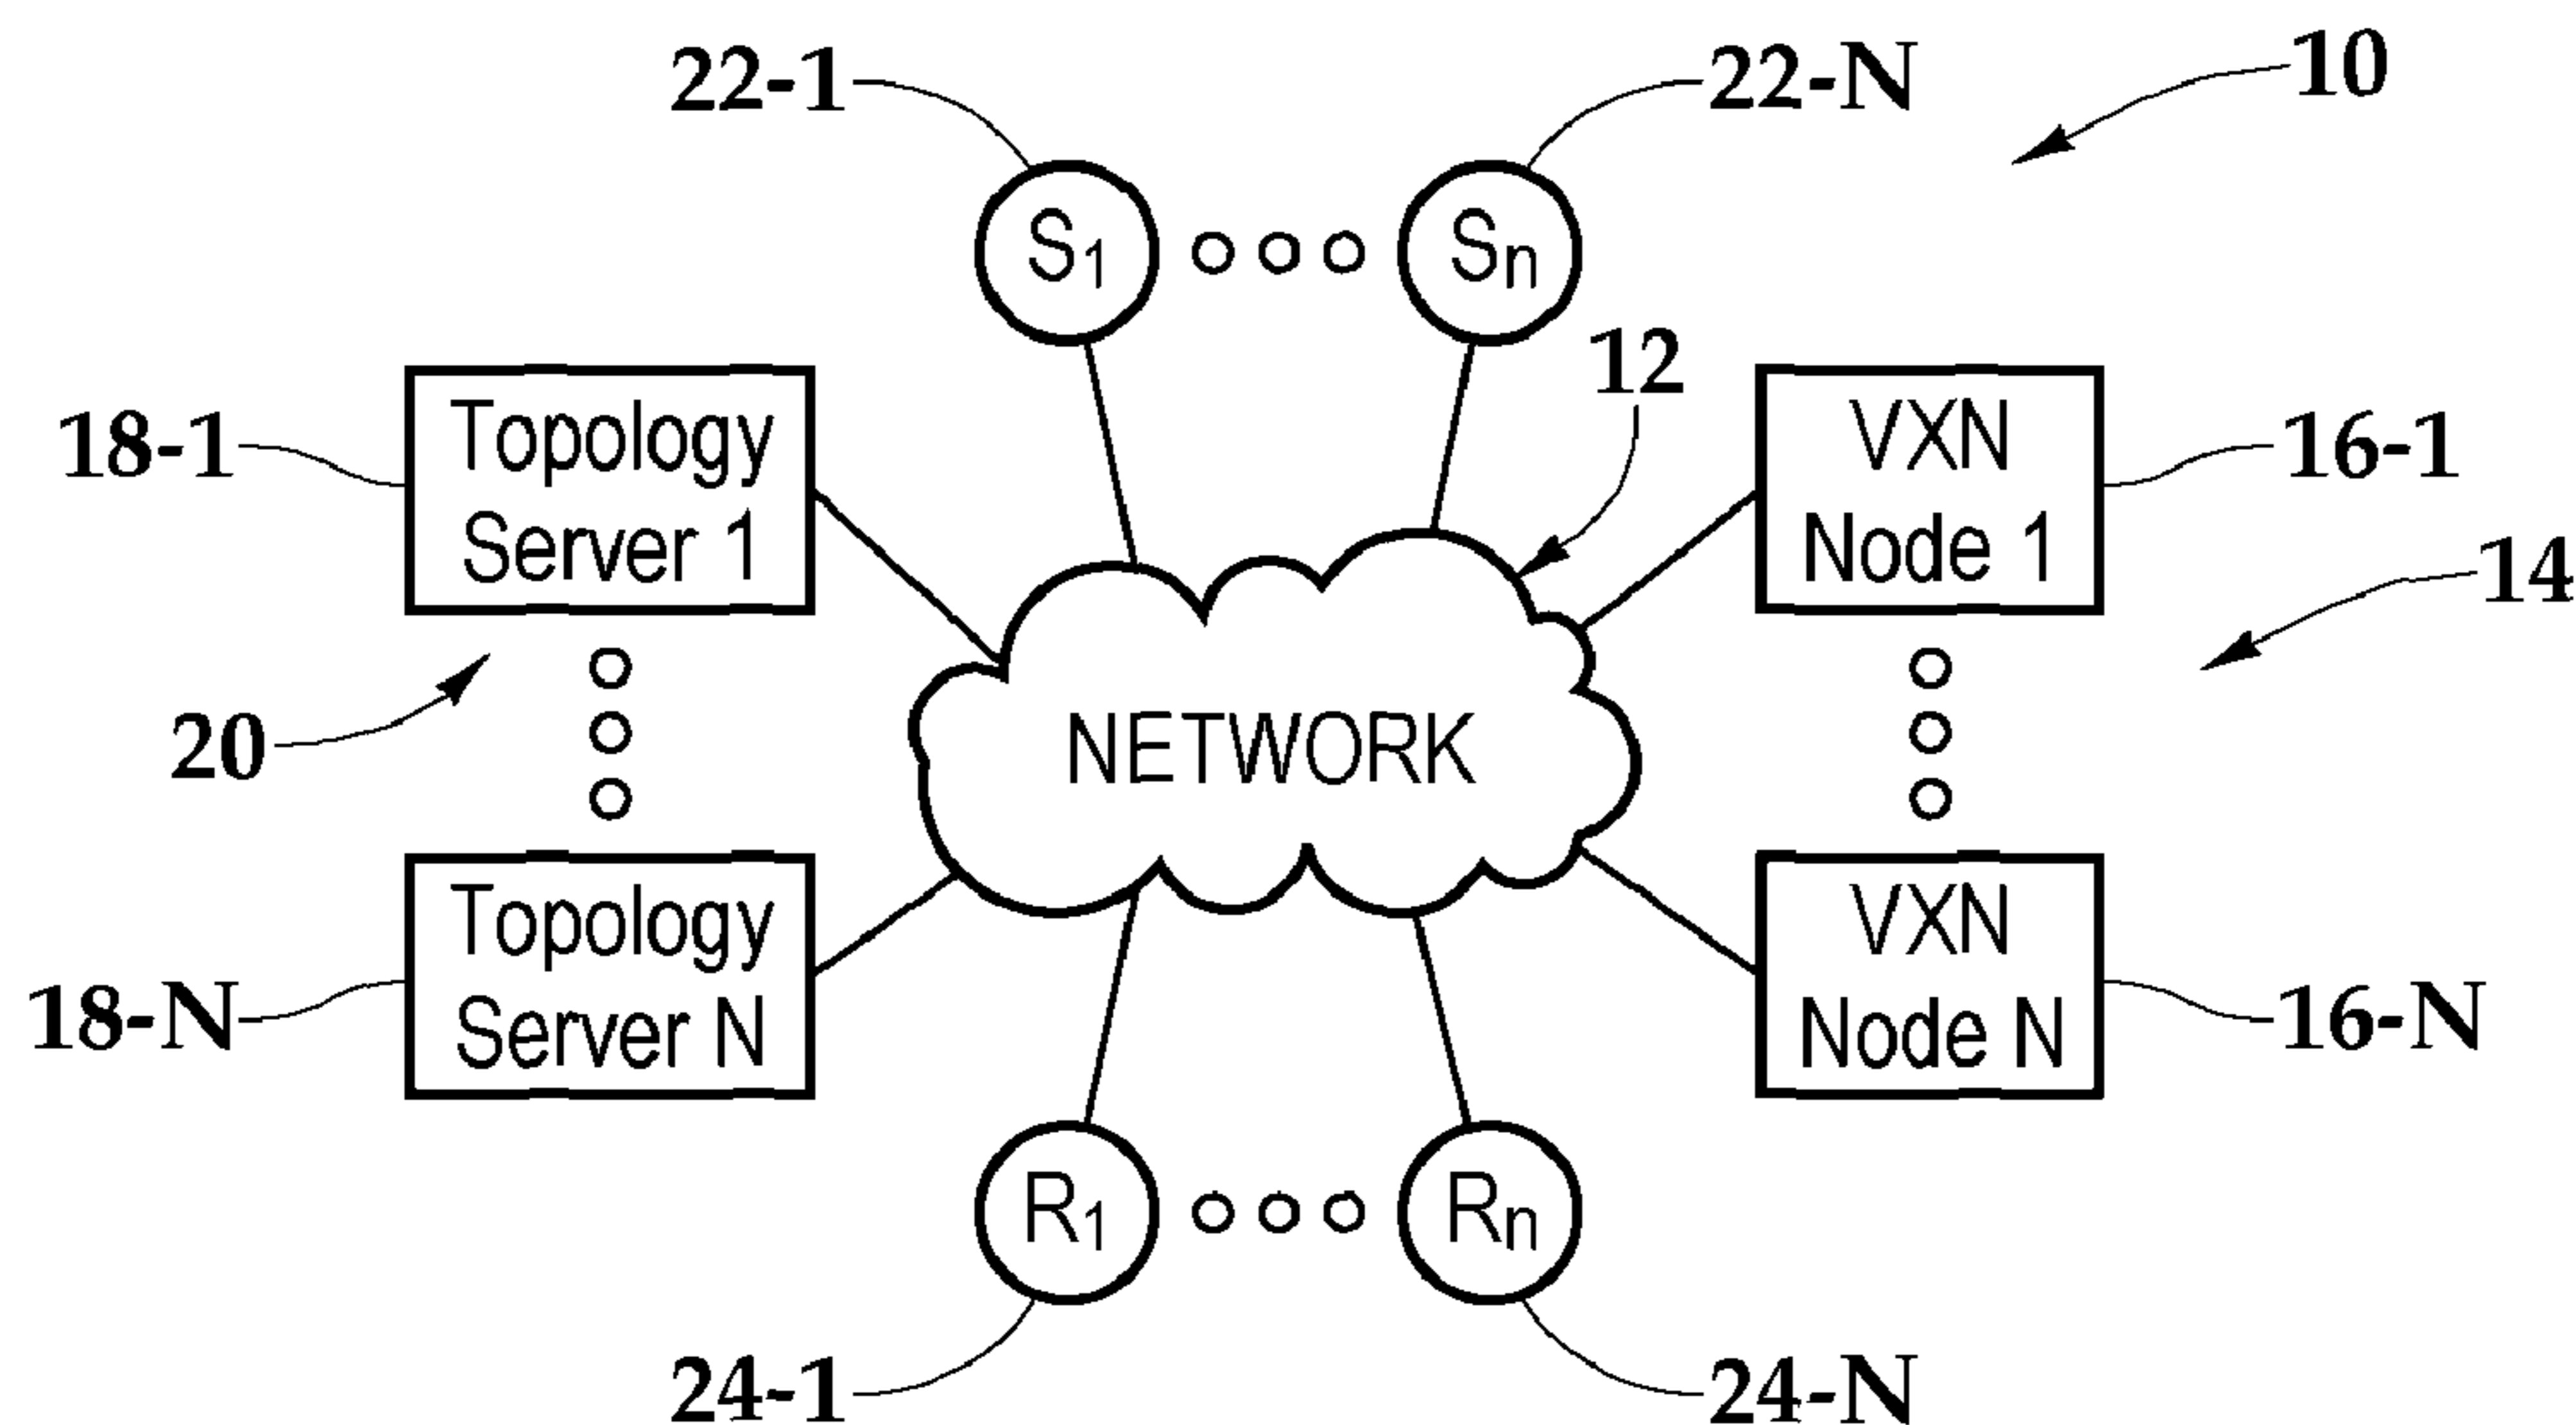 22-1
22-N
10
S1
Sn
12
18-1
Topology
Server 1
VXN
Node 1
16-1
14
20
NETWORK
18-N
Topology
Server N
VXN
Node N
16-N
R1
Rn
24-1
24-N